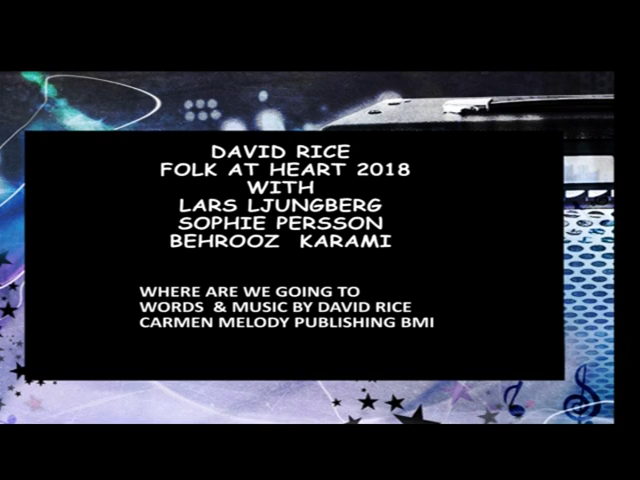 DAVID RICE
FOLK AT HEART 2018
WITH
LARS LJUNGBERG
SOPHIE PERSSON
BEHROOZ KARAMI
WHERE ARE WE GOING TO
WORDS & MUSIC BY DAVID RICE
CARMEN MELODY PUBLISHING BMI